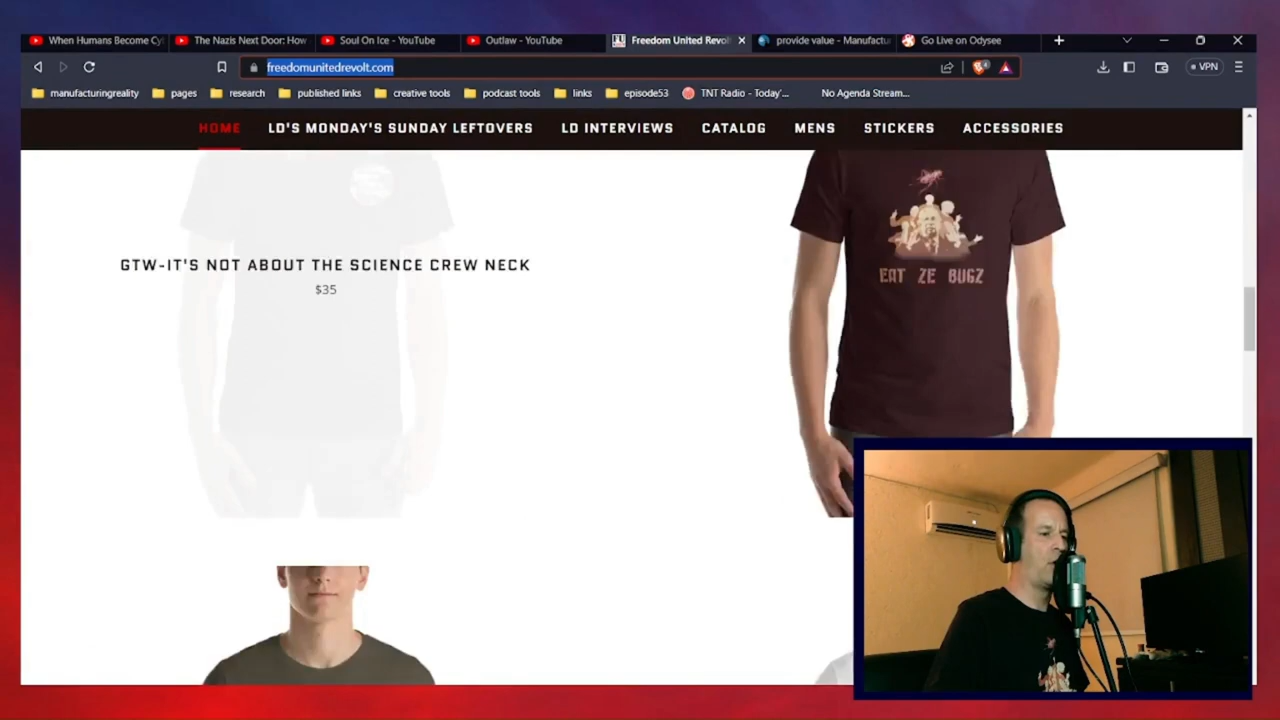 When Humans Become Cy
The Nazis Next Door: How
Soul On Ice - YouTube
Outlaw - YouTube
Freedom United Revol
provide value - Manufactu
Go Live on Odysee
freedomunitedrevolt.com
VPN
manufacturingreality
pages
research
published links
creative tools
podcast tools
links
episode53
TNT Radio - Today'...
No Agenda Stream...
HOME
LD'S MONDAY'S SUNDAY LEFTOVERS
LD INTERVIEWS
CATALOG
MENS
STICKERS
ACCESSORIES
GTW-IT'S NOT ABOUT THE SCIENCE CREW NECK
$35
EAT ZE BUGZ